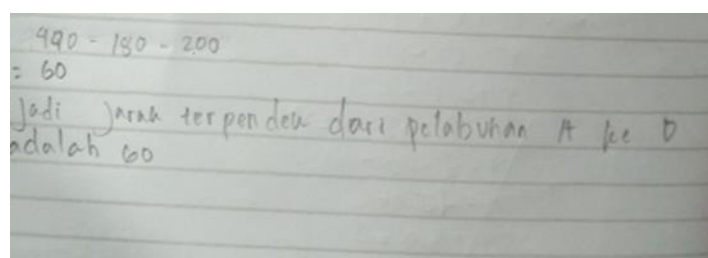 440 - 180 - 200
= 60
Jadi Jarak terpendek dari pelabuhan A ke D
adalah 60